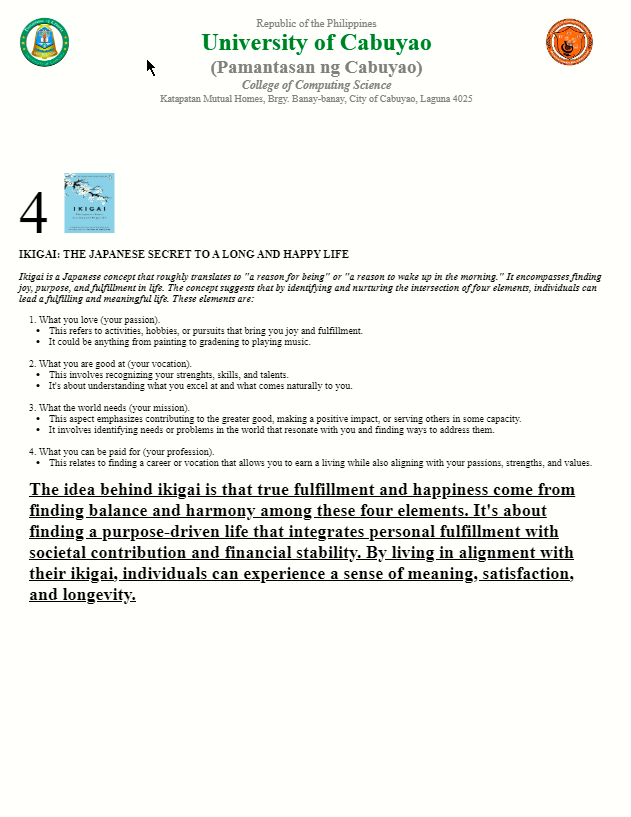 Republic of the Philippines
University of Cabuyao
(Pamantasan ng Cabuyao)
College of Computing Science
Katapatan Mutual Homes, Brgy. Banay-banay, City of Cabuyao, Laguna 4025
4
IKIGAI
IKIGAI: THE JAPANESE SECRET TO A LONG AND HAPPY LIFE
Ikigai is a Japanese concept that roughly translates to "a reason for being" or "a reason to wake up in the morning." It encompasses finding
joy, purpose, and fulfillment in life. The concept suggests that by identifying and nurturing the intersection of four elements, individuals can
lead a fulfilling and meaningful life. These elements are:
1. What you love (your passion).
• This refers to activities, hobbies, or pursuits that bring you joy and fulfillment.
• It could be anything from painting to gradening to playing music.
2. What you are good at (your vocation).
• This involves recognizing your strenghts, skills, and talents.
• It's about understanding what you excel at and what comes naturally to you.
3. What the world needs (your mission).
• This aspect emphasizes contributing to the greater good, making a positive impact, or serving others in some capacity.
• It involves identifying needs or problems in the world that resonate with you and finding ways to address them.
4. What you can be paid for (your profession).
• This relates to finding a career or vocation that allows you to earn a living while also aligning with your passions, strengths, and values.
The idea behind ikigai is that true fulfillment and happiness come from
finding balance and harmony among these four elements. It's about
finding a purpose-driven life that integrates personal fulfillment with
societal contribution and financial stability. By living in alignment with
their ikigai, individuals can experience a sense of meaning, satisfaction,
and longevity.